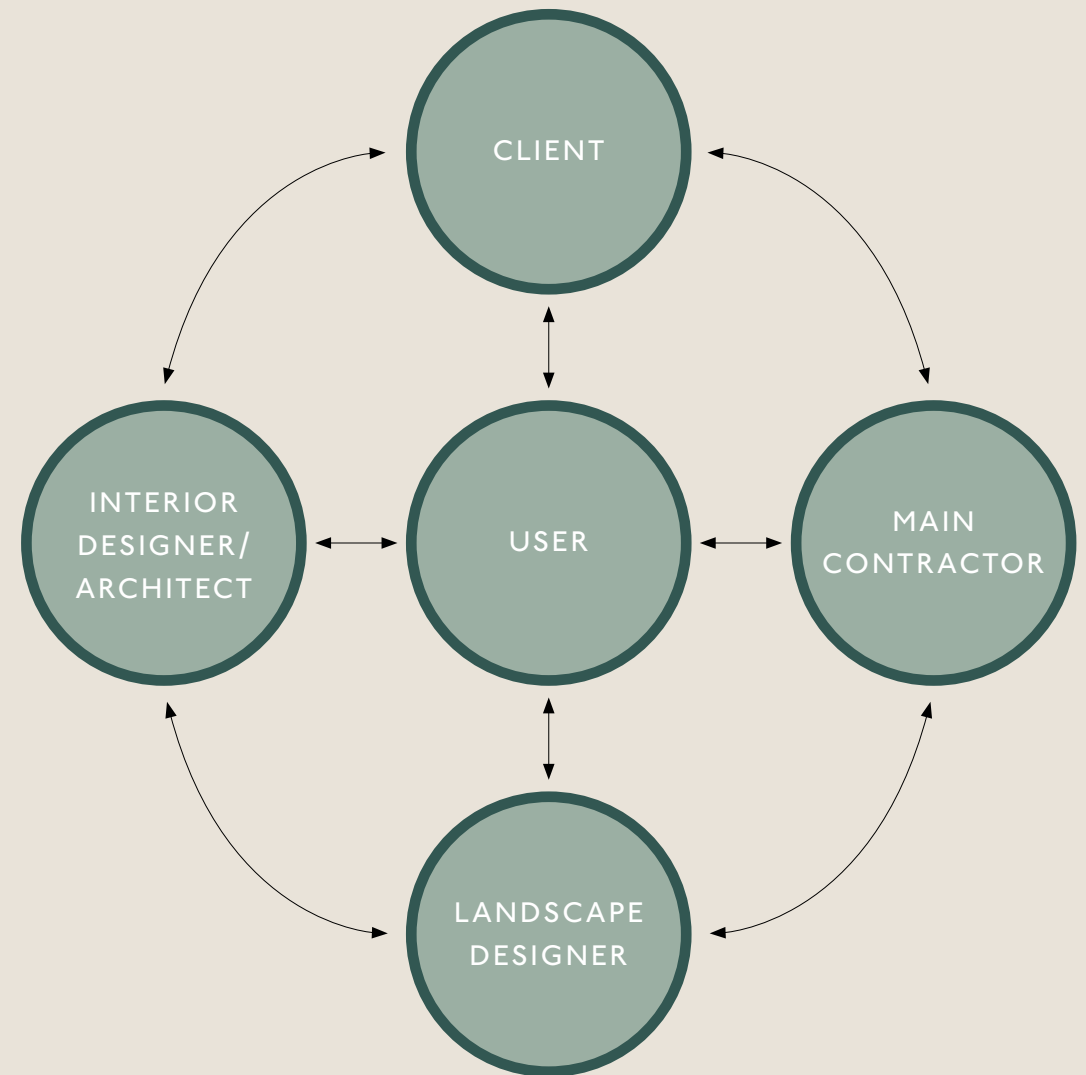 CLIENT
INTERIOR
DESIGNER/
ARCHITECT
USER
MAIN
CONTRACTOR
LANDSCAPE
DESIGNER